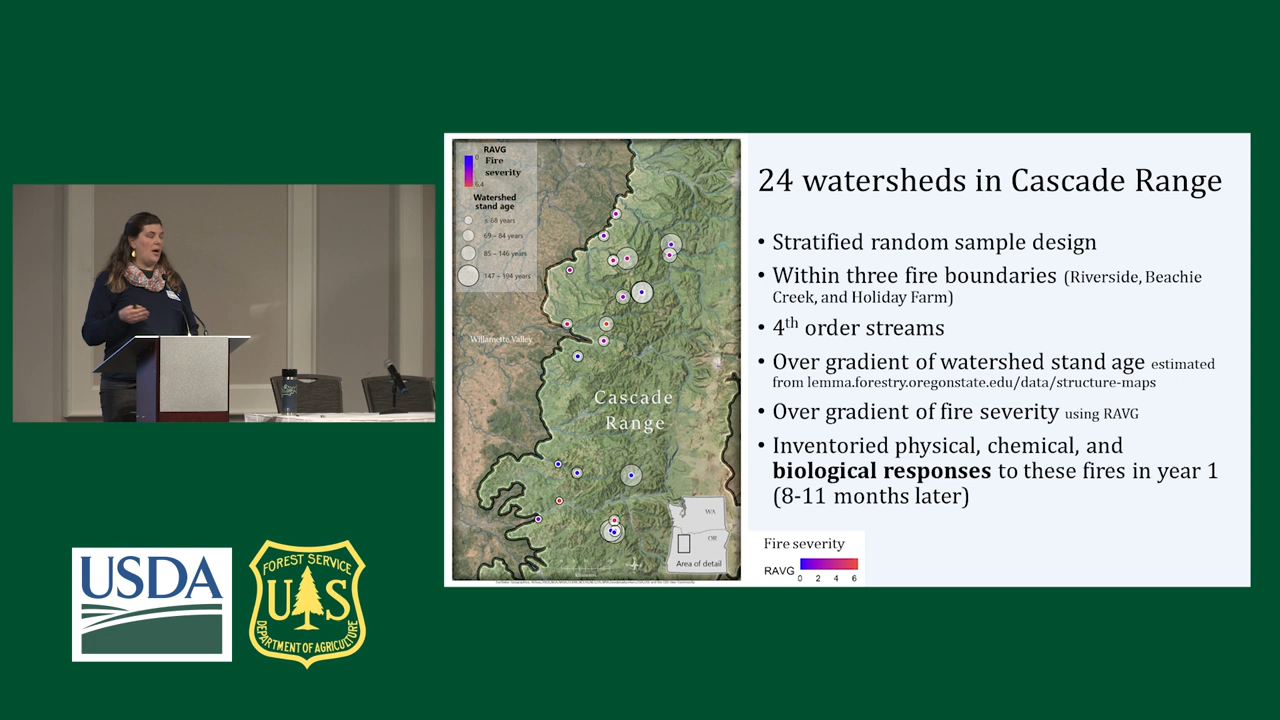 24 watersheds in Cascade Range
• Stratified random sample design
• Within three fire boundaries (Riverside, Beachie
Creek, and Holiday Farm)
• 4th order streams
• Over gradient of watershed stand age estimated
from lemma.forestry.oregonstate.edu/data/structure-maps
• Over gradient of fire severity using RAVG
• Inventoried physical, chemical, and
biological responses to these fires in year 1
(8-11 months later)
Fire severity
RAVG
0 2 4 6
RAVG
Fire
severity
0
6.4
Watershed
stand age
≤ 68 years
69 – 84 years
85 – 146 years
147 – 194 years
Willamette Valley
Cascade
Range
WA
OR
Area of detail
USDA
FOREST SERVICE
U S
DEPARTMENT OF AGRICULTURE